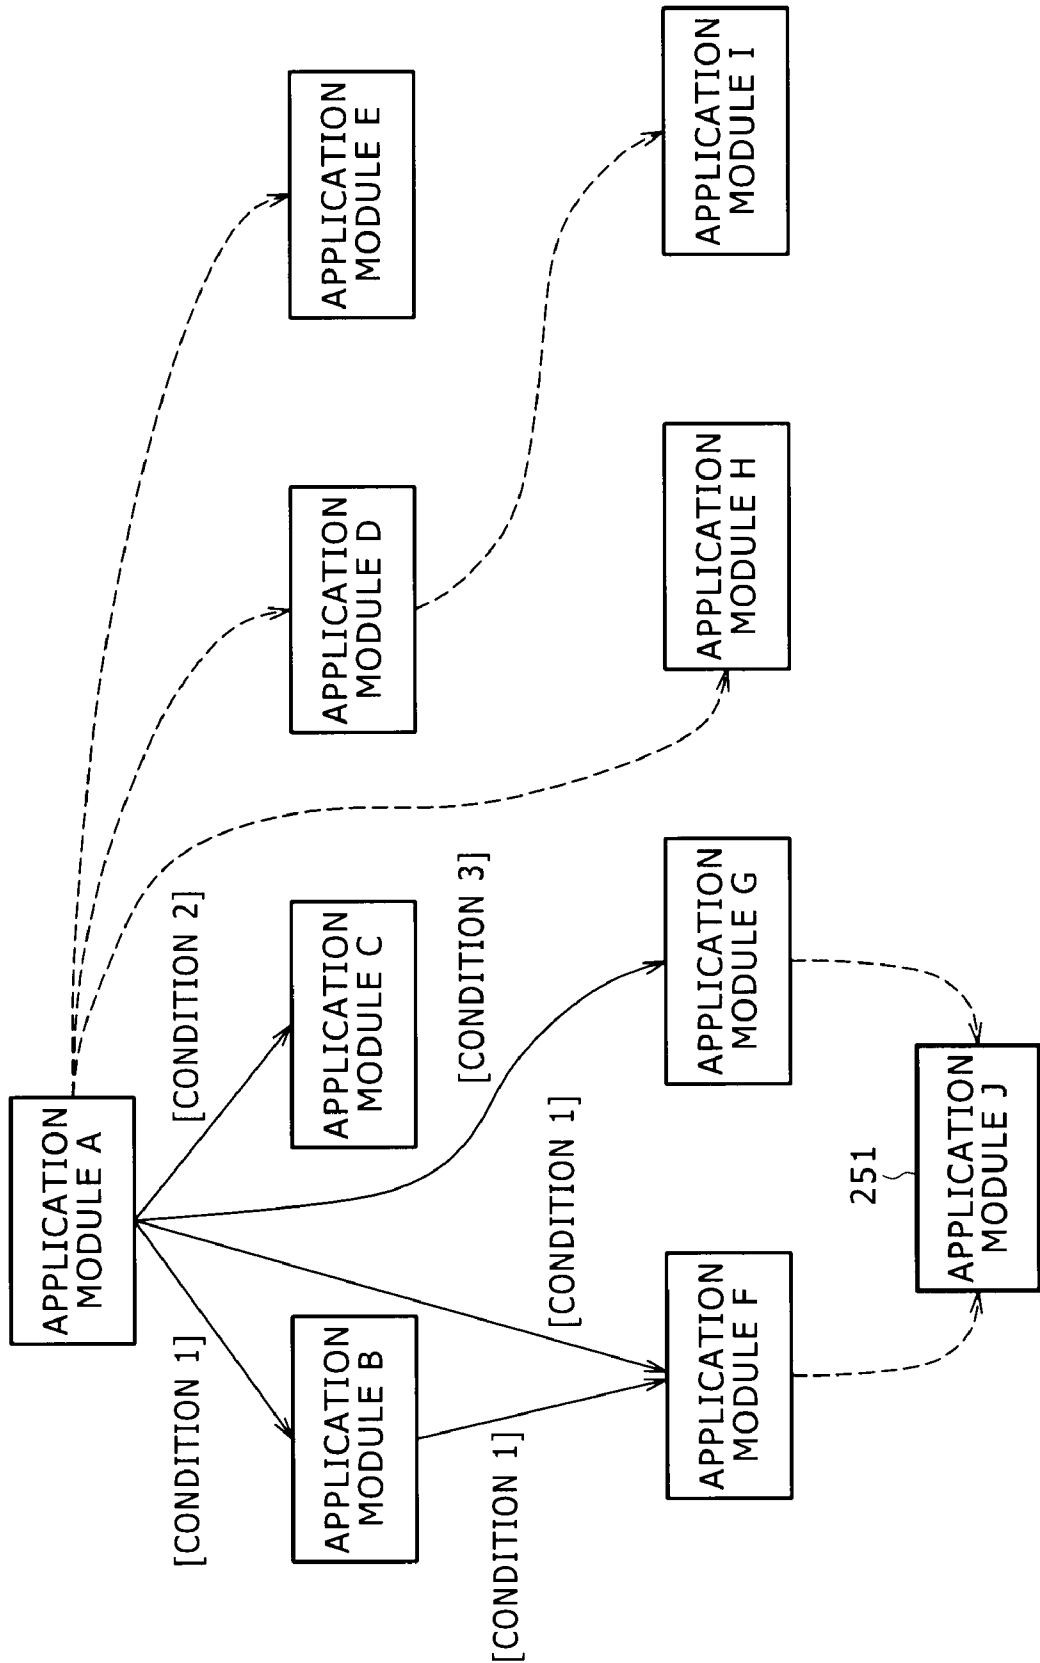 APPLICATION
MODULE A
[CONDITION 1]
[CONDITION 2]
APPLICATION
MODULE B
APPLICATION
MODULE C
APPLICATION
MODULE D
APPLICATION
MODULE E
[CONDITION 1]
[CONDITION 1]
[CONDITION 3]
APPLICATION
MODULE F
APPLICATION
MODULE G
APPLICATION
MODULE H
APPLICATION
MODULE I
251
APPLICATION
MODULE J